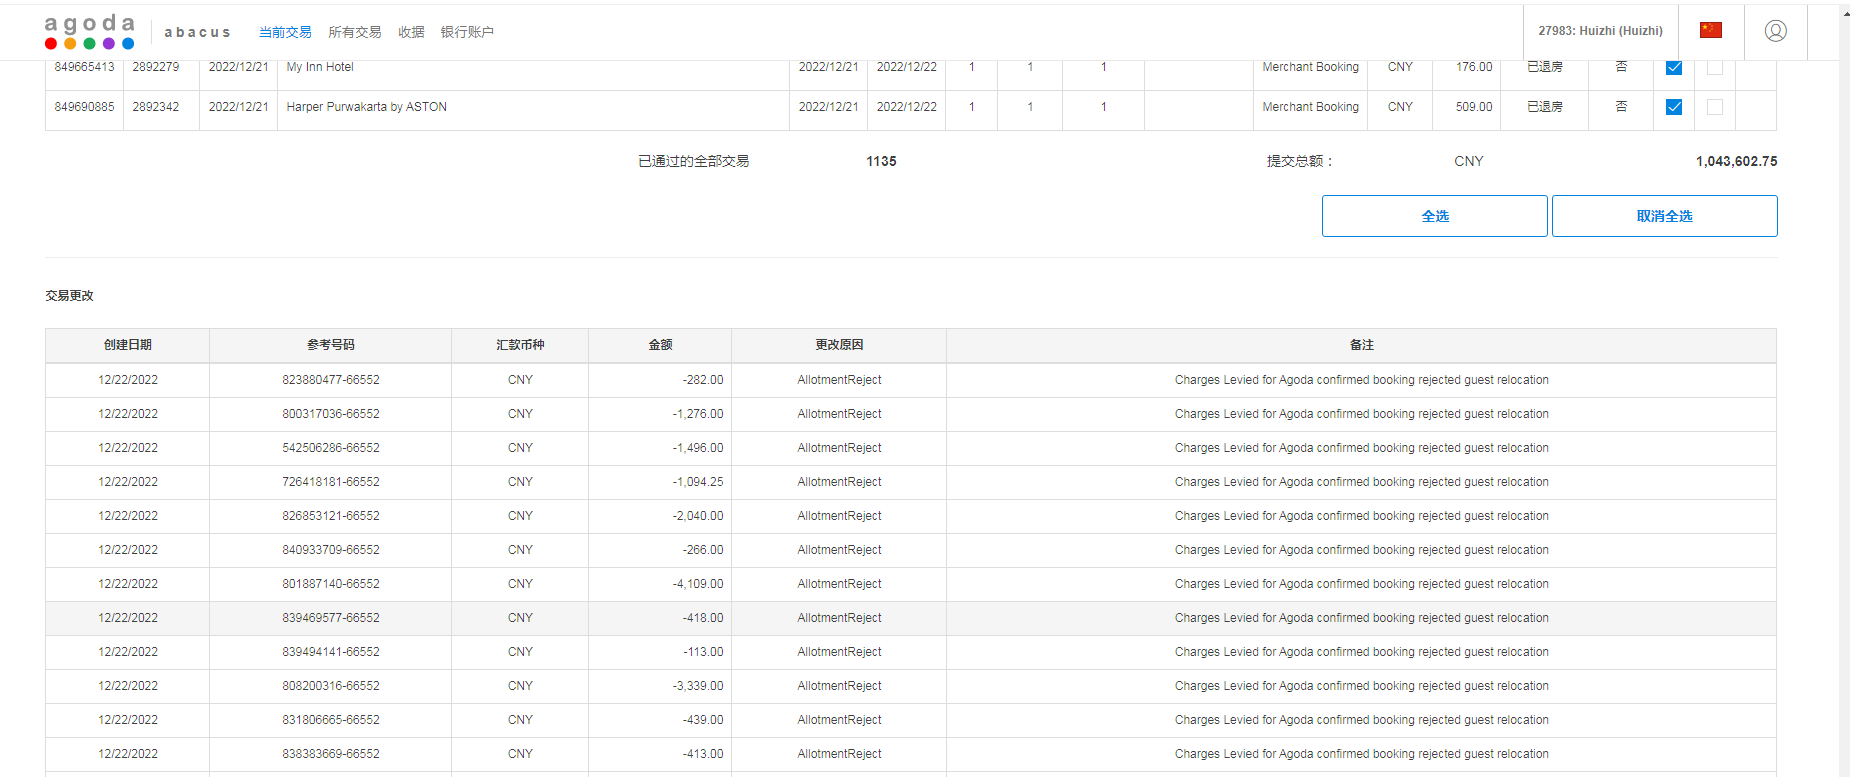 agoda abacus 当前交易 所有交易 收据 银行账户 27983: Huizhi (Huizhi)
849665413 2892279 2022/12/21 My Inn Hotel 2022/12/21 2022/12/22 1 1 1 Merchant Booking CNY 176.00 已退房 否
849690885 2892342 2022/12/21 Harper Purwakarta by ASTON 2022/12/21 2022/12/22 1 1 1 Merchant Booking CNY 509.00 已退房 否
已通过的全部交易 1135 提交总额： CNY 1,043,602.75
全选 取消全选
交易更改
创建日期 参考号码 汇款币种 金额 更改原因 备注
12/22/2022 823880477-66552 CNY -282.00 AllotmentReject Charges Levied for Agoda confirmed booking rejected guest relocation
12/22/2022 800317036-66552 CNY -1,276.00 AllotmentReject Charges Levied for Agoda confirmed booking rejected guest relocation
12/22/2022 542506286-66552 CNY -1,496.00 AllotmentReject Charges Levied for Agoda confirmed booking rejected guest relocation
12/22/2022 726418181-66552 CNY -1,094.25 AllotmentReject Charges Levied for Agoda confirmed booking rejected guest relocation
12/22/2022 826853121-66552 CNY -2,040.00 AllotmentReject Charges Levied for Agoda confirmed booking rejected guest relocation
12/22/2022 840933709-66552 CNY -266.00 AllotmentReject Charges Levied for Agoda confirmed booking rejected guest relocation
12/22/2022 801887140-66552 CNY -4,109.00 AllotmentReject Charges Levied for Agoda confirmed booking rejected guest relocation
12/22/2022 839469577-66552 CNY -418.00 AllotmentReject Charges Levied for Agoda confirmed booking rejected guest relocation
12/22/2022 839494141-66552 CNY -113.00 AllotmentReject Charges Levied for Agoda confirmed booking rejected guest relocation
12/22/2022 808200316-66552 CNY -3,339.00 AllotmentReject Charges Levied for Agoda confirmed booking rejected guest relocation
12/22/2022 831806665-66552 CNY -439.00 AllotmentReject Charges Levied for Agoda confirmed booking rejected guest relocation
12/22/2022 838383669-66552 CNY -413.00 AllotmentReject Charges Levied for Agoda confirmed booking rejected guest relocation